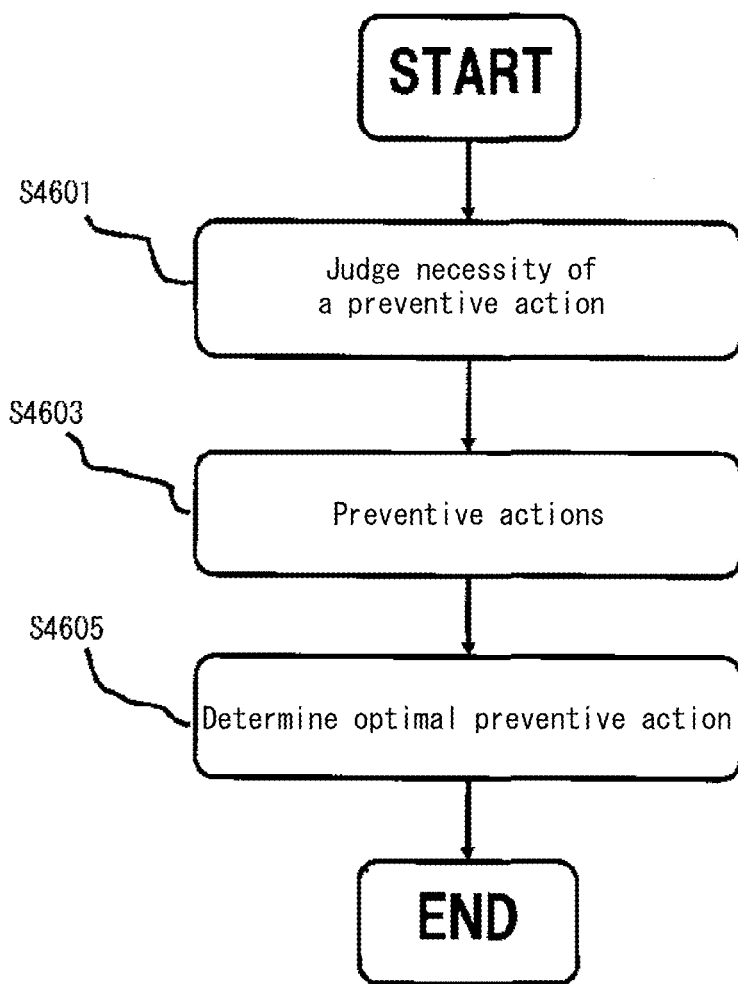 START
S4601
Judge necessity of
a preventive action
S4603
Preventive actions
S4605
Determine optimal preventive action
END